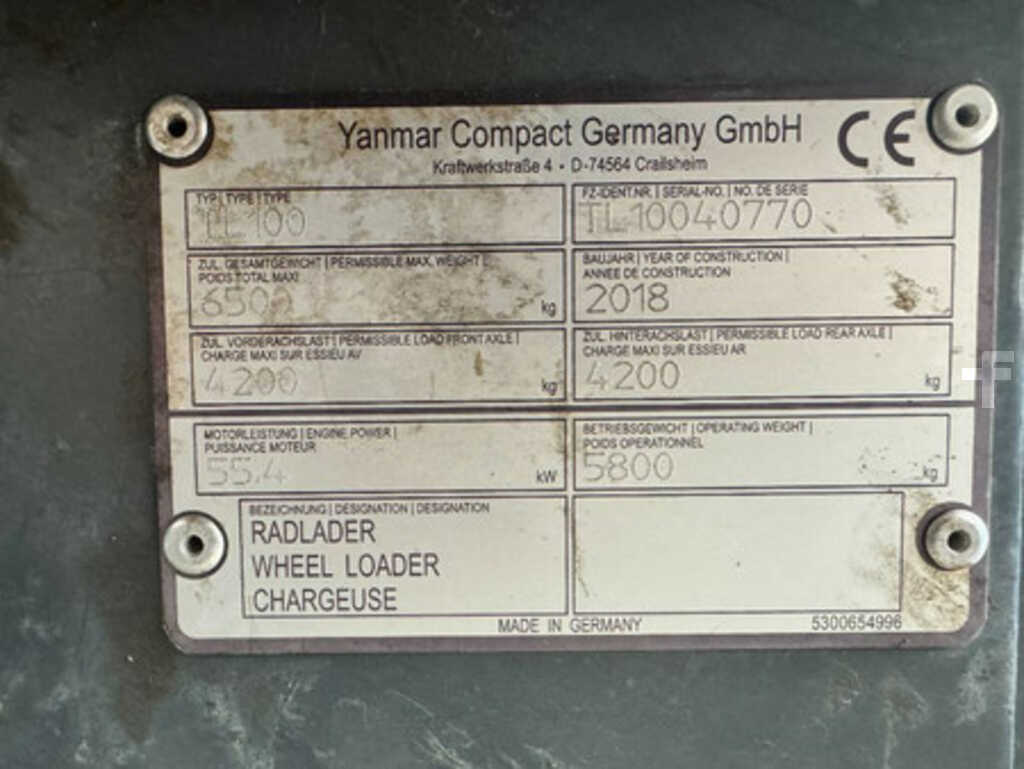 Yanmar Compact Germany GmbH CE
Kraftwerkstraße 4 - D-74564 Crailsheim
TYP | TYPE | TYPE
100
FZ-IDENT.NR. | SERIAL-NO. | NO. DE SERIE
TL10040770
ZUL. GESAMTGEWICHT | PERMISSIBLE MAX. WEIGHT |
POIDS TOTAL MAXI
6500 kg
BAUJAHR | YEAR OF CONSTRUCTION |
ANNEE DE CONSTRUCTION
2018
ZUL. VORDERACHSLAST | PERMISSIBLE LOAD FRONT AXLE |
CHARGE MAXI SUR ESSIEU AV
4200 kg
ZUL. HINTERACHSLAST | PERMISSIBLE LOAD REAR AXLE |
CHARGE MAXI SUR ESSIEU AR
4200 kg
MOTORLEISTUNG | ENGINE POWER |
PUISSANCE MOTEUR
55.4 kW
BETRIEBSGEWICHT | OPERATING WEIGHT |
POIDS OPERATIONNEL
5800 kg
BEZEICHNUNG | DESIGNATION | DESIGNATION
RADLADER
WHEEL LOADER
CHARGEUSE
MADE IN GERMANY
5300654996